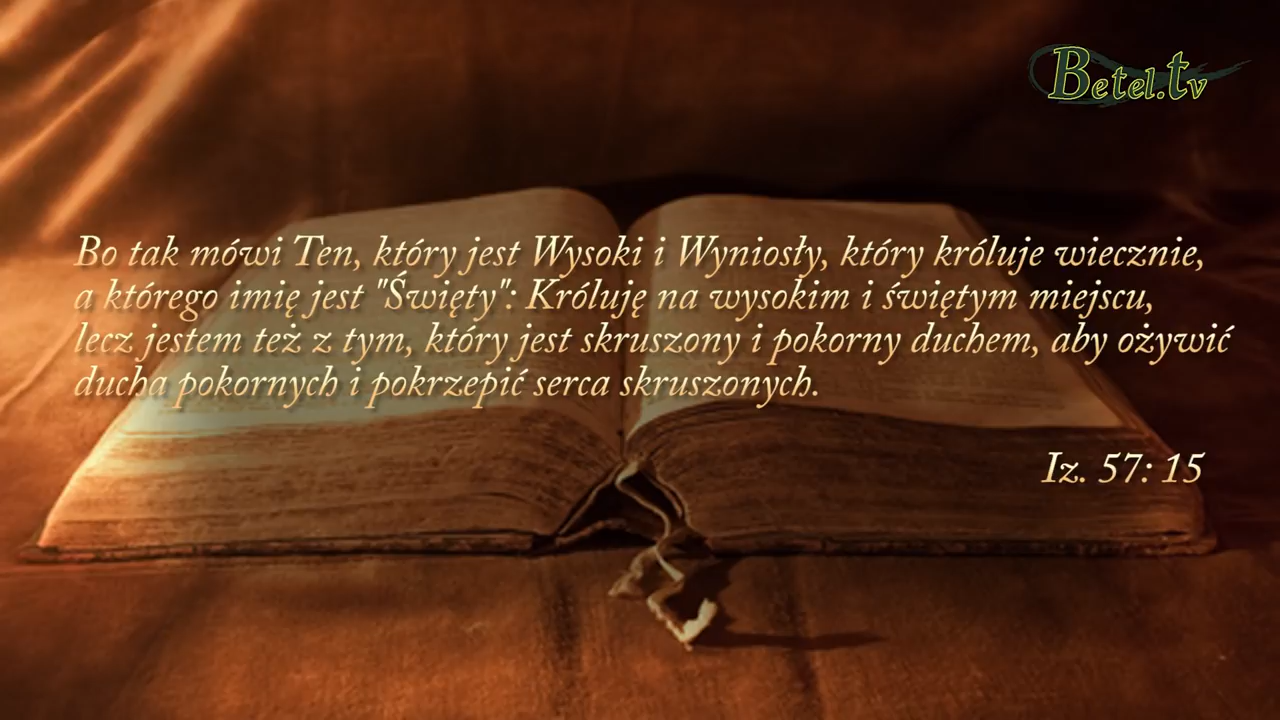 Betel.tv
Bo tak mówi Ten, który jest Wysoki i Wyniosły, który króluje wiecznie,
a którego imię jest "Święty": Króluję na wysokim i świętym miejscu,
lecz jestem też z tym, który jest skruszony i pokorny duchem, aby ożywić
ducha pokornych i pokrzepić serca skruszonych.
Iz. 57: 15